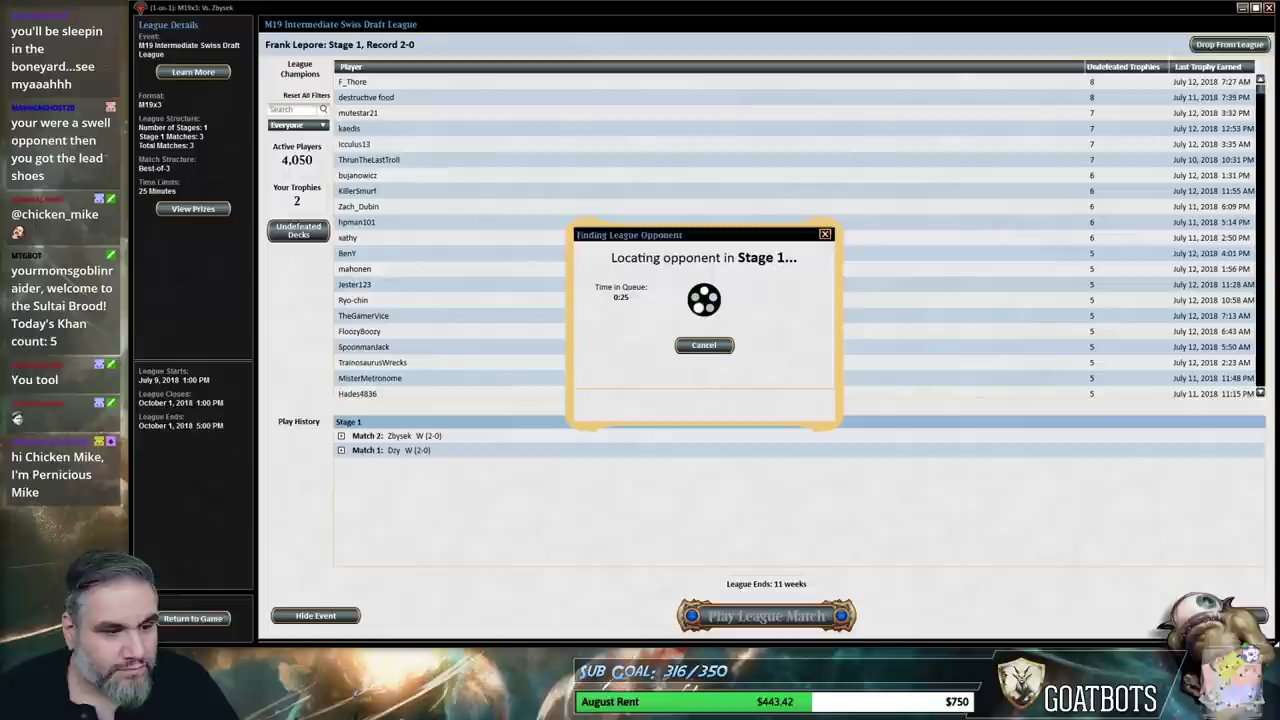 (1-on-1): M19x3; Vs. Zbysek
you'll be sleepin
in the
boneyard...see
myaaahh
your were a swell
opponent then
you got the lead
shoes
@chicken_mike
MTGBOT
yourmomsgoblinr
aider, welcome to
the Sultai Brood!
Today's Khan
count: 5
You tool
hi Chicken Mike,
I'm Pernicious
Mike
League Details
Event:
M19 Intermediate Swiss Draft
League
Learn More
Format:
M19x3
League Structure:
Number of Stages: 1
Stage 1 Matches: 3
Total Matches: 3
Match Structure:
Best-of-3
Time Limits:
25 Minutes
View Prizes
League Starts:
July 9, 2018 1:00 PM
League Closes:
October 1, 2018 1:00 PM
League Ends:
October 1, 2018 5:00 PM
Return to Game
M19 Intermediate Swiss Draft League
Frank Lepore: Stage 1, Record 2-0
Drop From League
League
Champions
Reset All Filters
Search
Everyone
Active Players
4,050
Your Trophies
2
Undefeated
Decks
Player Undefeated Trophies Last Trophy Earned
F_Thore 8 July 12, 2018 7:27 AM
destructive food 8 July 12, 2018 7:39 PM
mutestar21 7 July 12, 2018 3:32 PM
kaedis 7 July 12, 2018 12:53 PM
Icculus13 7 July 12, 2018 3:35 AM
ThrunTheLastTroll 7 July 10, 2018 10:31 PM
bujanowicz 6 July 12, 2018 1:31 PM
KillerSmurf 6 July 12, 2018 11:55 AM
Zach_Dubin 6 July 12, 2018 6:09 PM
hpman101 6 July 12, 2018 5:14 PM
xathy 6 July 12, 2018 2:50 PM
BenY 5 July 12, 2018 4:01 PM
mahonen 5 July 12, 2018 1:56 PM
Jester123 5 July 12, 2018 11:28 AM
Ryo-chin 5 July 12, 2018 10:58 AM
TheGamerVice 5 July 12, 2018 7:13 AM
FloozyBoozy 5 July 12, 2018 6:43 AM
SpoonmanJack 5 July 12, 2018 5:50 AM
TrainosaurusWrecks 5 July 12, 2018 2:23 AM
MisterMetronome 5 July 11, 2018 11:48 PM
Hades4836 5 July 11, 2018 11:15 PM
Finding League Opponent
Locating opponent in Stage 1...
Time in Queue:
0:25
Cancel
Play History
Stage 1
Match 2: Zbysek W (2-0)
Match 1: Dzy W (2-0)
League Ends: 11 weeks
Hide Event
Play League Match
SUB GOAL: 316/350
August Rent $443.42 $750
GOATBOTS